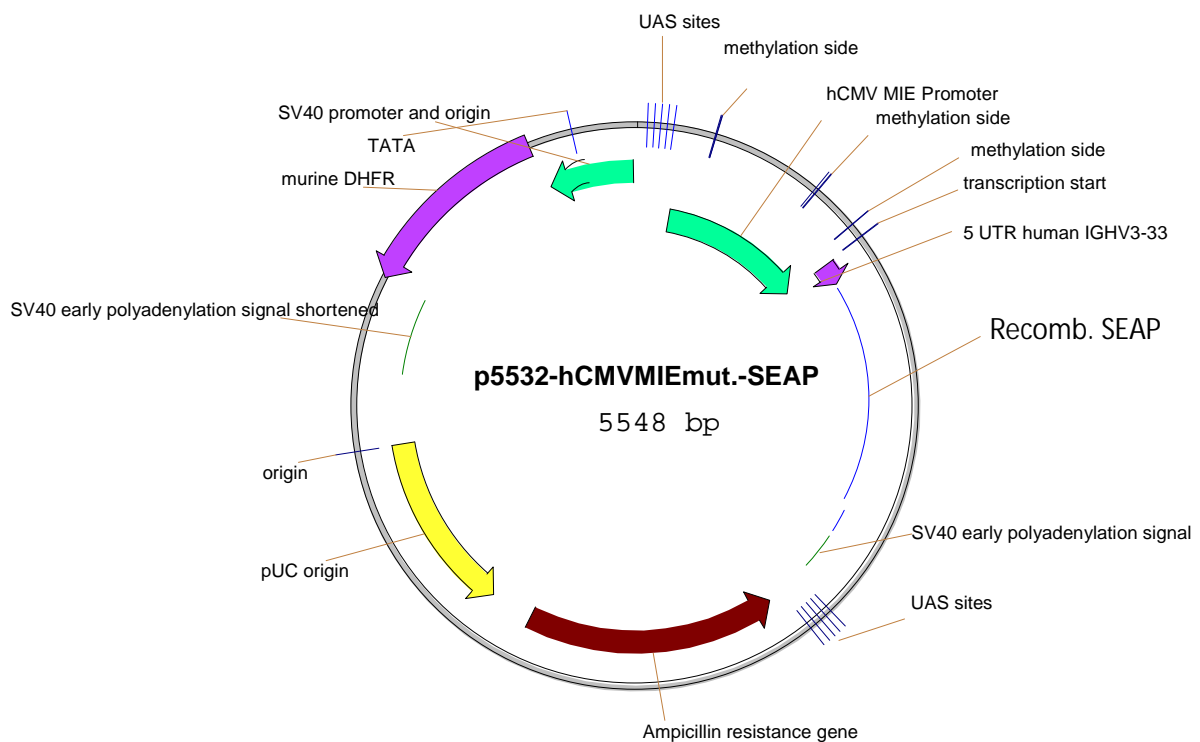 UAS sites
methylation side
hCMV MIE Promoter
methylation side
SV40 promoter and origin
TATA
murine DHFR
methylation side
transcription start
5 UTR human IGHV3-33
SV40 early polyadenylation signal shortened
Recomb. SEAP
p5532-hCMVMIEmut.-SEAP
5548 bp
origin
SV40 early polyadenylation signal
pUC origin
UAS sites
Ampicillin resistance gene